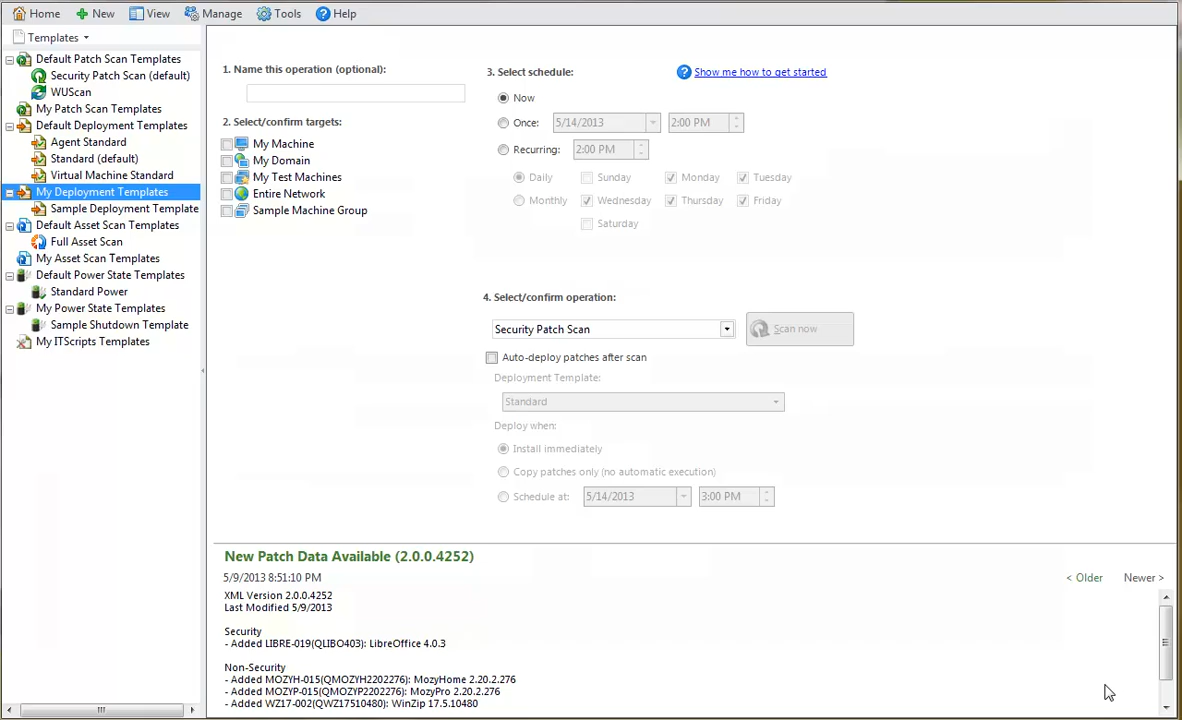 Home New View Manage Tools Help
Templates
Default Patch Scan Templates
Security Patch Scan (default)
WUScan
My Patch Scan Templates
Default Deployment Templates
Agent Standard
Standard (default)
Virtual Machine Standard
My Deployment Templates
Sample Deployment Template
Default Asset Scan Templates
Full Asset Scan
My Asset Scan Templates
Default Power State Templates
Standard Power
My Power State Templates
Sample Shutdown Template
My ITScripts Templates
1. Name this operation (optional):
2. Select/confirm targets:
My Machine
My Domain
My Test Machines
Entire Network
Sample Machine Group
3. Select schedule:
Show me how to get started
Now
Once: 5/14/2013 2:00 PM
Recurring: 2:00 PM
Daily Sunday Monday Tuesday
Monthly Wednesday Thursday Friday
Saturday
4. Select/confirm operation:
Security Patch Scan Scan now
Auto-deploy patches after scan
Deployment Template:
Standard
Deploy when:
Install immediately
Copy patches only (no automatic execution)
Schedule at: 5/14/2013 3:00 PM
New Patch Data Available (2.0.0.4252)
5/9/2013 8:51:10 PM < Older Newer >
XML Version 2.0.0.4252
Last Modified 5/9/2013
Security
- Added LIBRE-019(QLIBO403): LibreOffice 4.0.3
Non-Security
- Added MOZYH-015(QMOZYH2202276): MozyHome 2.20.2.276
- Added MOZYP-015(QMOZYP2202276): MozyPro 2.20.2.276
- Added WZ17-002(QWZ17510480): WinZip 17.5.10480